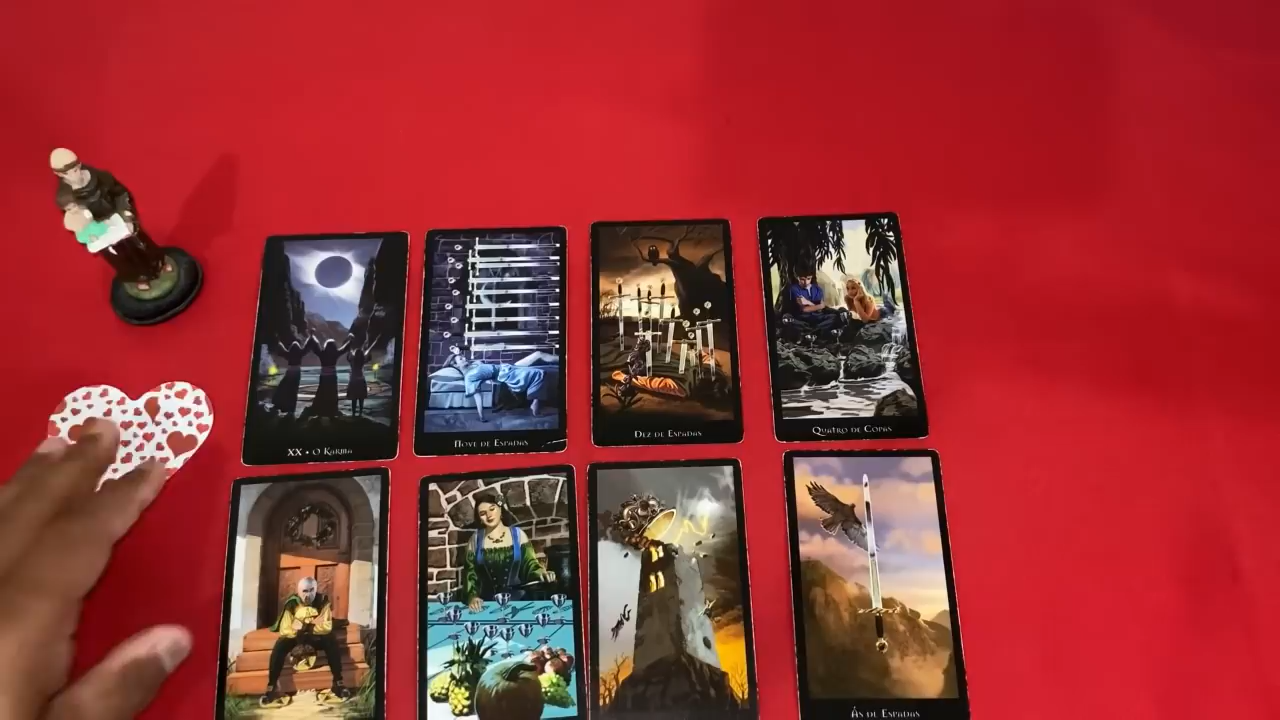 XX • O Karma
Nove de Espadas
Dez de Espadas
Quatro de Copas
Ás de Espadas